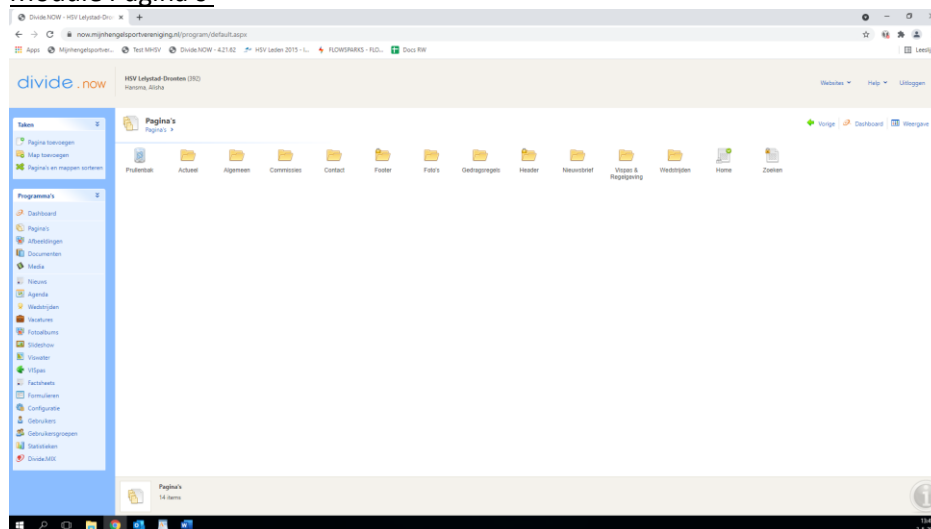 Module Pagina's
Divide.NOW - HSV Lelystad-Dro
now.mijnhengelsportvereniging.nl/program/default.aspx
Apps Mijnhengelsportver... Test MHSV Divide.NOW - 4.21.62 HSV Leden 2015 - L... FLOWSPARKS - FLO... Docs RW Leeslij
divide.now
HSV Lelystad-Dronten (392)
Hansma, Alisha
Websites Help Uitloggen
Taken
Pagina toevoegen
Map toevoegen
Pagina's en mappen sorteren
Pagina's
Pagina's
Vorige Dashboard Weergave
Prullenbak Actueel Algemeen Commissies Contact Footer Foto's Gedragsregels Header Nieuwsbrief Vispas & Regelgeving Wedstrijden Home Zoeken
Programma's
Dashboard
Pagina's
Afbeeldingen
Documenten
Media
Nieuws
Agenda
Wedstrijden
Vacatures
Fotoalbums
Slideshow
Viswater
VISpas
Factsheets
Formulieren
Configuratie
Gebruikers
Gebruikersgroepen
Statistieken
Divide.MIX
Pagina's
14 items